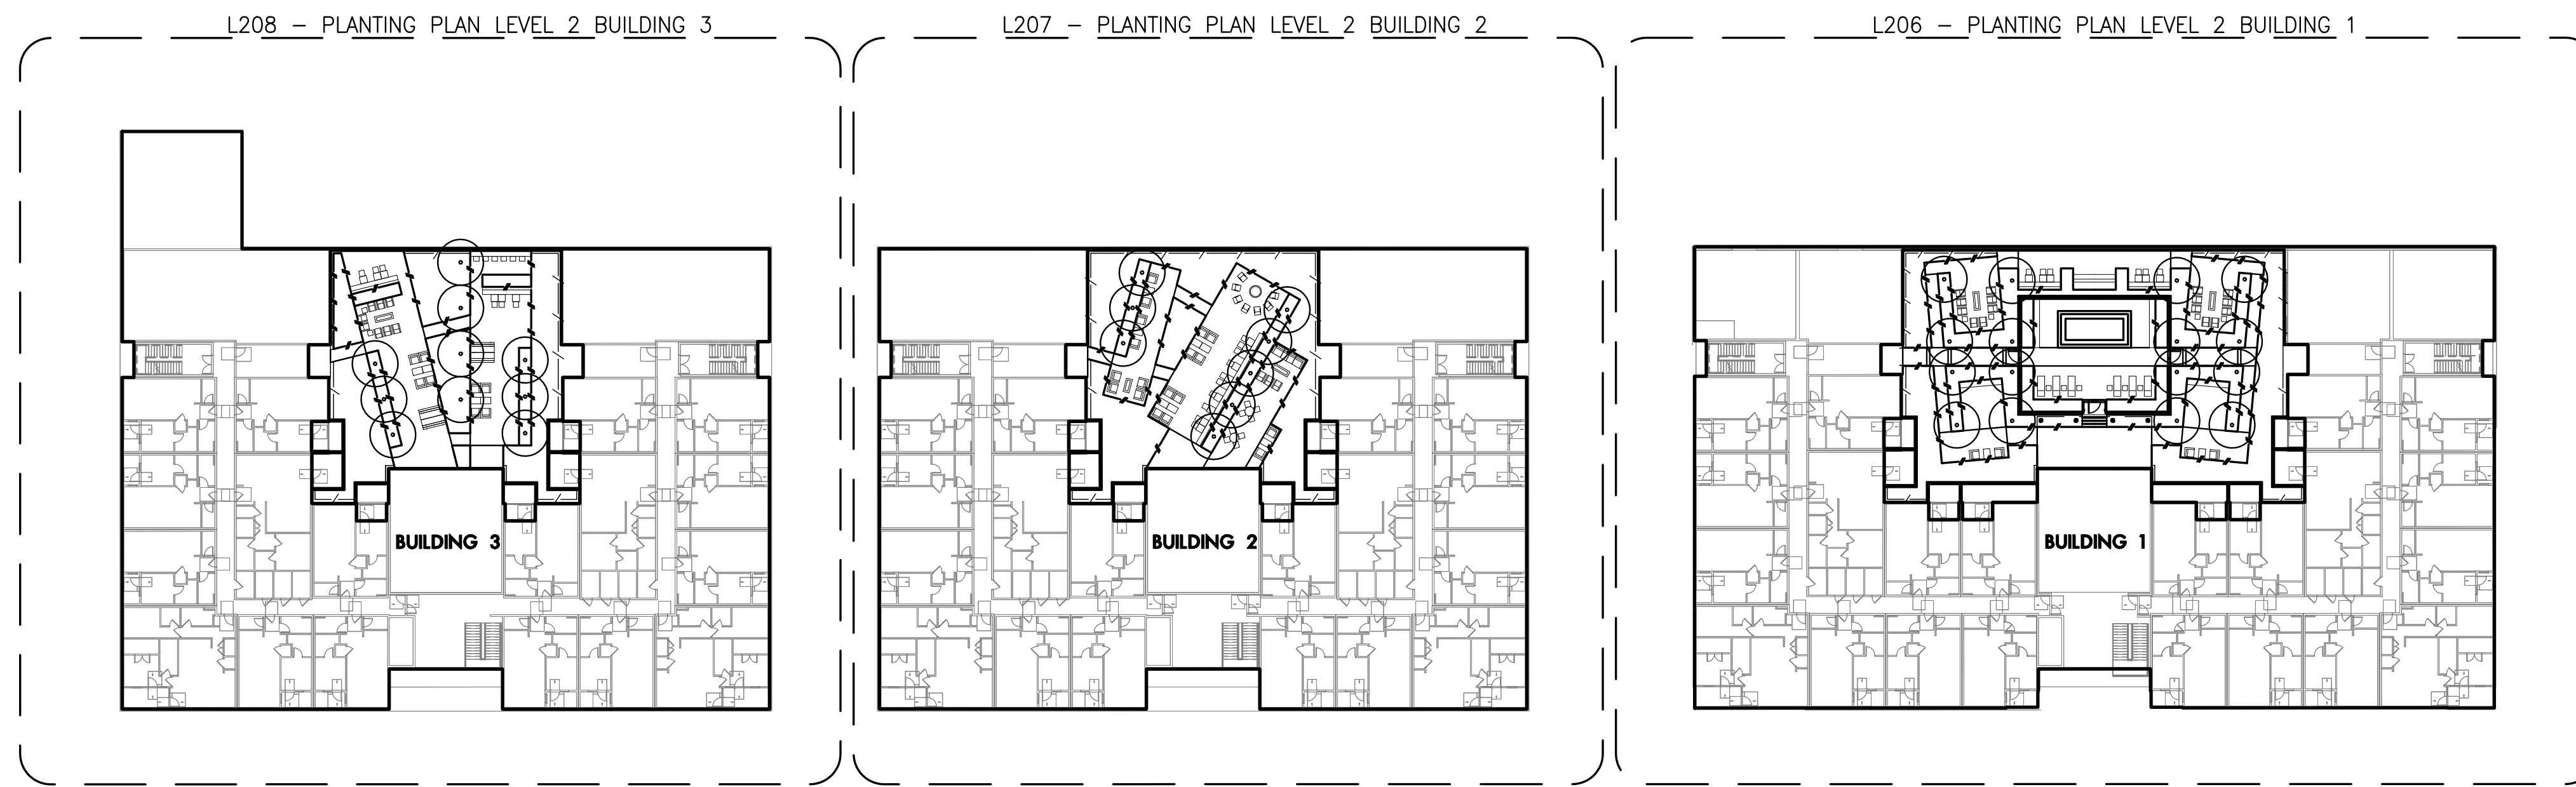 L208 - PLANTING PLAN LEVEL 2 BUILDING 3
L207 - PLANTING PLAN LEVEL 2 BUILDING 2
L206 - PLANTING PLAN LEVEL 2 BUILDING 1
BUILDING 3
BUILDING 2
BUILDING 1